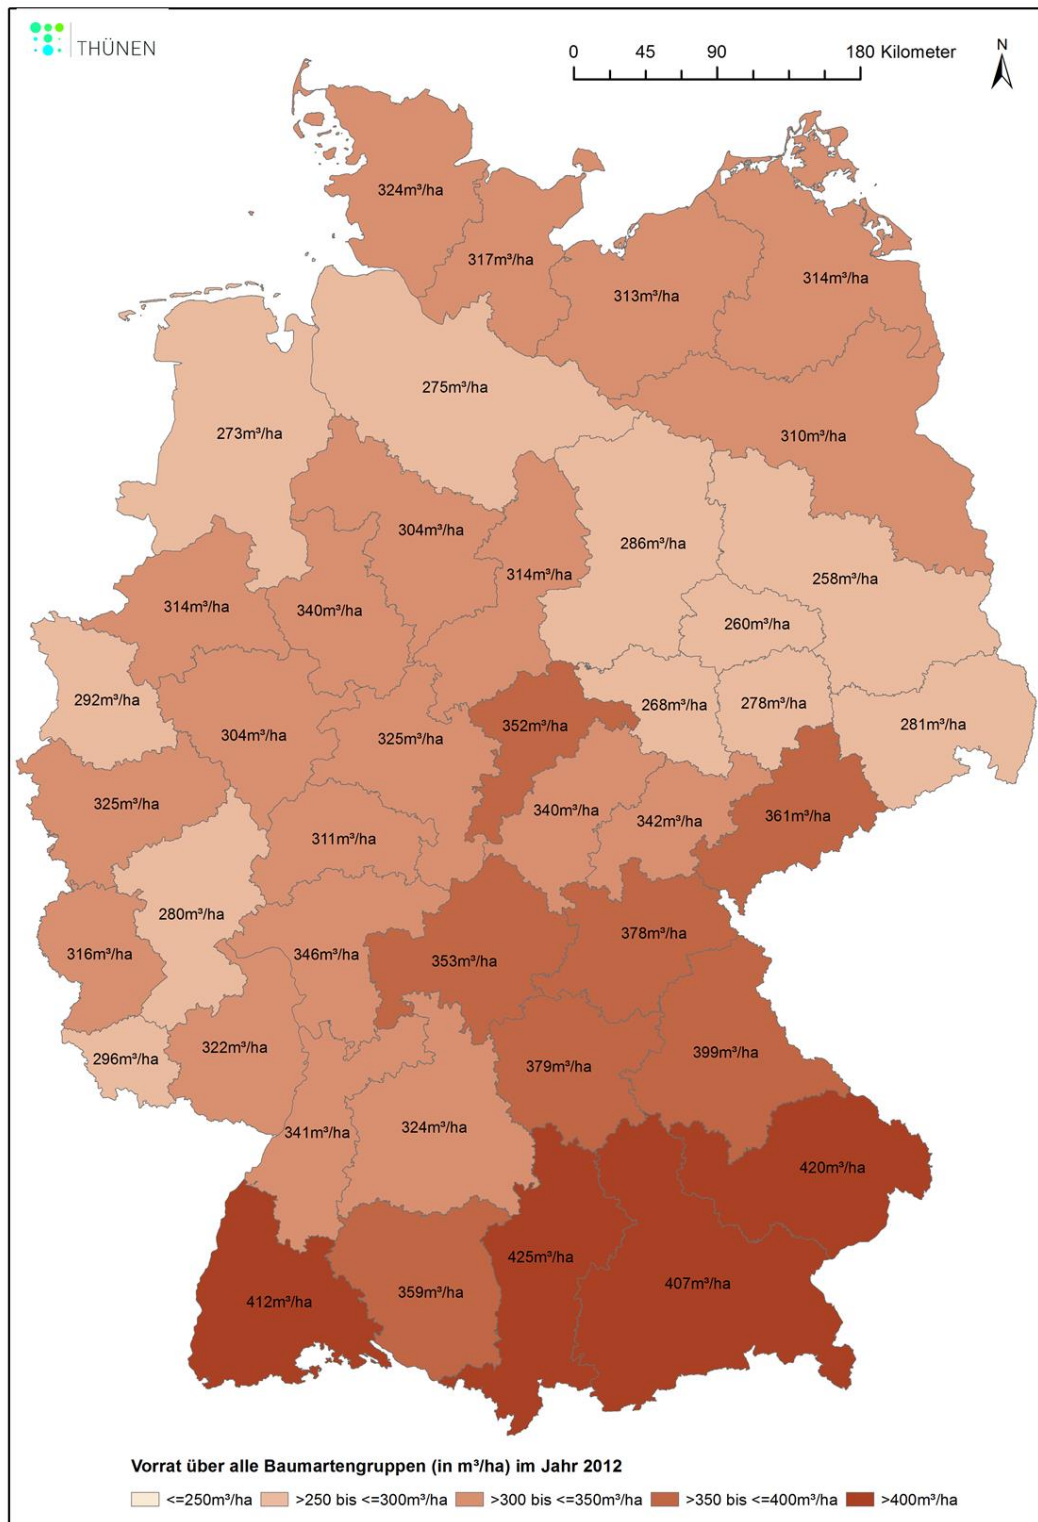 THÜNEN
0 45 90 180 Kilometer
N
324m³/ha
317m³/ha
313m³/ha
314m³/ha
275m³/ha
273m³/ha
310m³/ha
304m³/ha
286m³/ha
314m³/ha
258m³/ha
314m³/ha
340m³/ha
260m³/ha
292m³/ha
268m³/ha
278m³/ha
352m³/ha
281m³/ha
304m³/ha
325m³/ha
325m³/ha
340m³/ha
342m³/ha
361m³/ha
311m³/ha
280m³/ha
378m³/ha
316m³/ha
346m³/ha
353m³/ha
322m³/ha
399m³/ha
296m³/ha
379m³/ha
341m³/ha
324m³/ha
420m³/ha
425m³/ha
407m³/ha
359m³/ha
412m³/ha
Vorrat über alle Baumartengruppen (in m³/ha) im Jahr 2012
<=250m³/ha >250 bis <=300m³/ha >300 bis <=350m³/ha >350 bis <=400m³/ha >400m³/ha